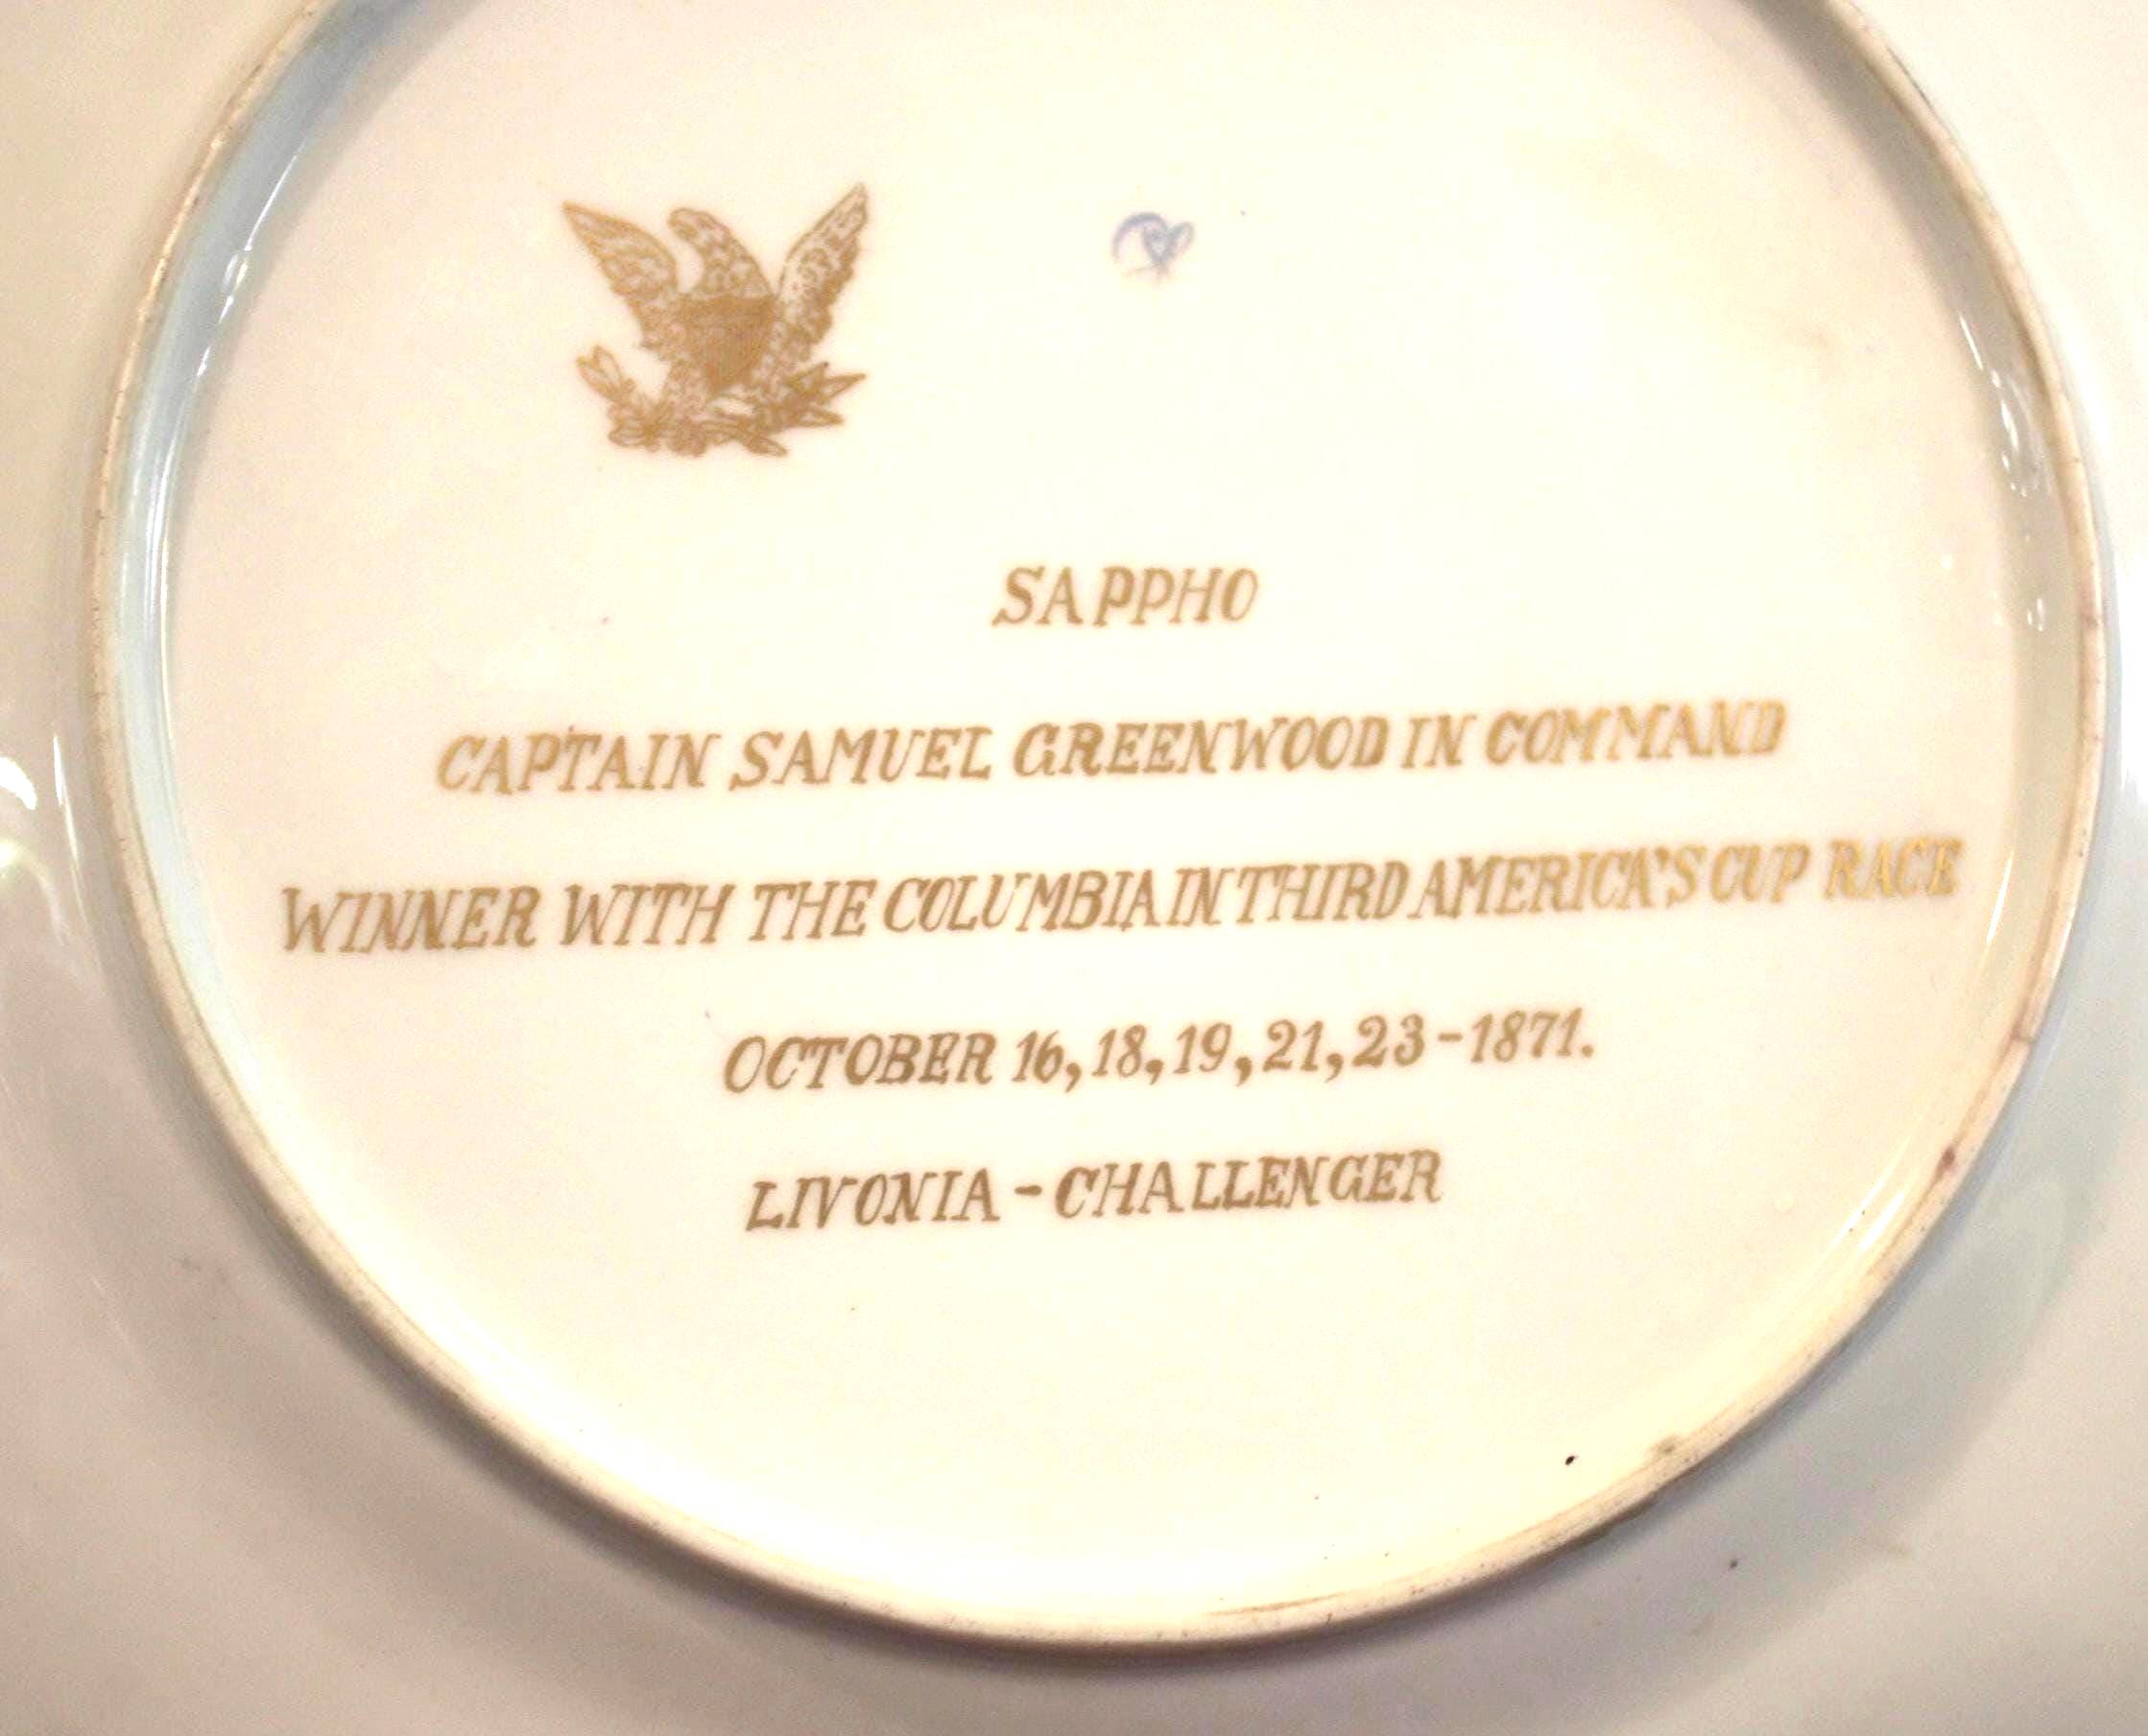 SAPPHO
CAPTAIN SAMUEL GREENWOOD IN COMMAND
WINNER WITH THE COLUMBIA IN THIRD AMERICA'S CUP RACE
OCTOBER 16, 18, 19, 21, 23-1871.
LIVONIA-CHALLENGER